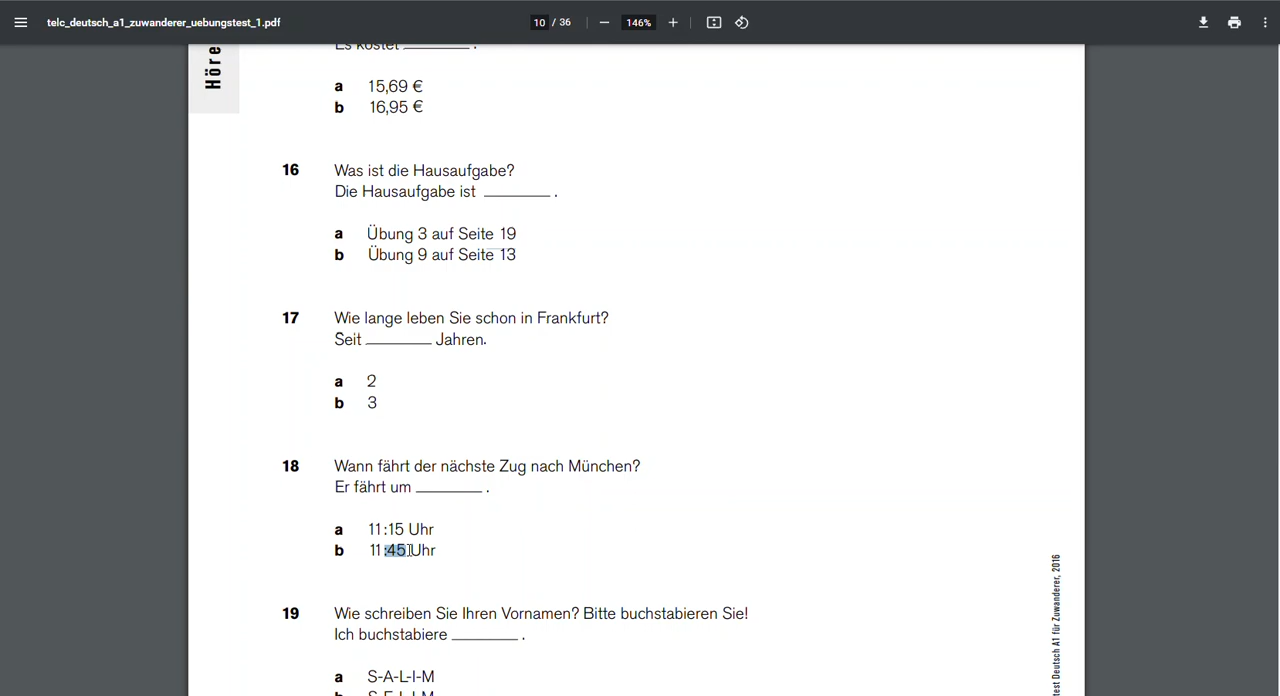 telc_deutsch_a1_zuwanderer_uebungstest_1.pdf
10 / 36
146%
Höre
Es kostet ________ .
a 15,69 €
b 16,95 €
16 Was ist die Hausaufgabe?
Die Hausaufgabe ist ________ .
a Übung 3 auf Seite 19
b Übung 9 auf Seite 13
17 Wie lange leben Sie schon in Frankfurt?
Seit ________ Jahren.
a 2
b 3
18 Wann fährt der nächste Zug nach München?
Er fährt um ________ .
a 11:15 Uhr
b 11:45 Uhr
19 Wie schreiben Sie Ihren Vornamen? Bitte buchstabieren Sie!
Ich buchstabiere ________ .
a S-A-L-I-M
b S-E-L-I-M
test Deutsch A1 für Zuwanderer, 2016